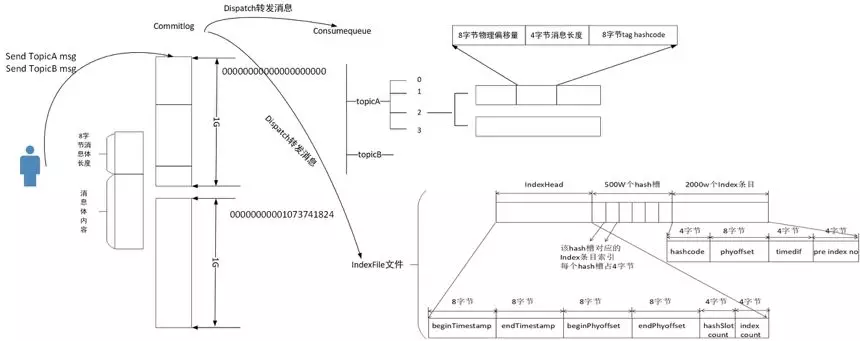 Dispatch转发消息
Commitlog
Consumequeue
8字节物理偏移量
4字节消息长度
8字节tag hashcode
Send TopicA msg
Send TopicB msg
00000000000000000000
0
1
topicA
2
3
1G
topicB
Dispatch转发消息
8字
节消
息体
长度
消
息
体
内
容
00000000001073741824
1G
IndexFile文件
IndexHead
500W个hash槽
2000w个Index条目
该hash槽对应的
Index条目索引
每个hash槽占4字节
4字节
8字节
4字节
4字节
hashcode
phyoffset
timedif
pre index no
8字节
8字节
8字节
8字节
4字节
4字节
beginTimestamp
endTimestamp
beginPhyoffset
endPhyoffset
hashSlot
count
index
count